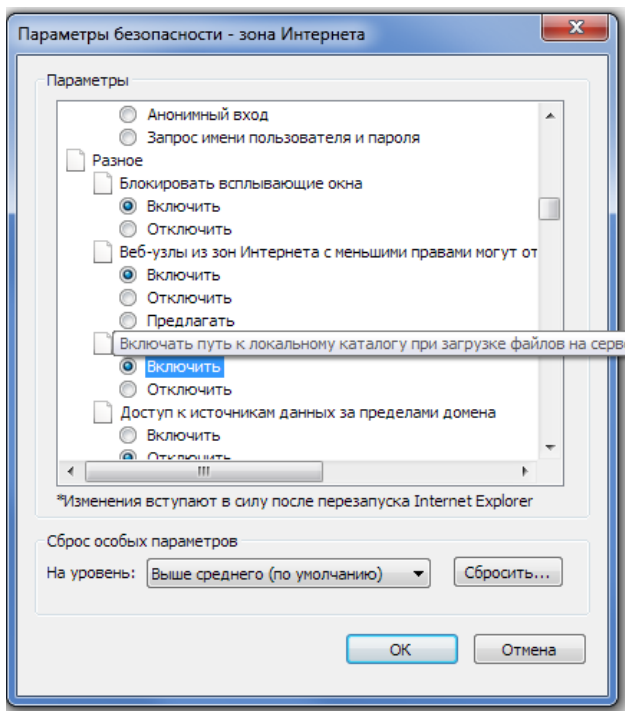 Параметры безопасности - зона Интернета
Параметры
Анонимный вход
Запрос имени пользователя и пароля
Разное
Блокировать всплывающие окна
Включить
Отключить
Веб-узлы из зон Интернета с меньшими правами могут от
Включить
Отключить
Предлагать
Включать путь к локальному каталогу при загрузке файлов на серв
Включить
Отключить
Доступ к источникам данных за пределами домена
Включить
Отключить
*Изменения вступают в силу после перезапуска Internet Explorer
Сброс особых параметров
На уровень: Выше среднего (по умолчанию) Сбросить...
OK Отмена